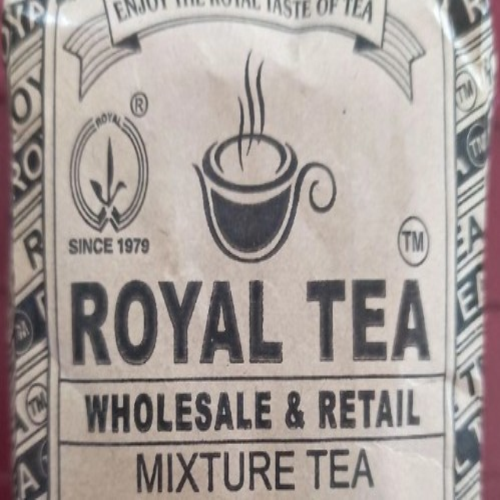 ENJOY THE ROYAL TASTE OF TEA
®
ROYAL
SINCE 1979
TM
ROYAL TEA
WHOLESALE & RETAIL
MIXTURE TEA